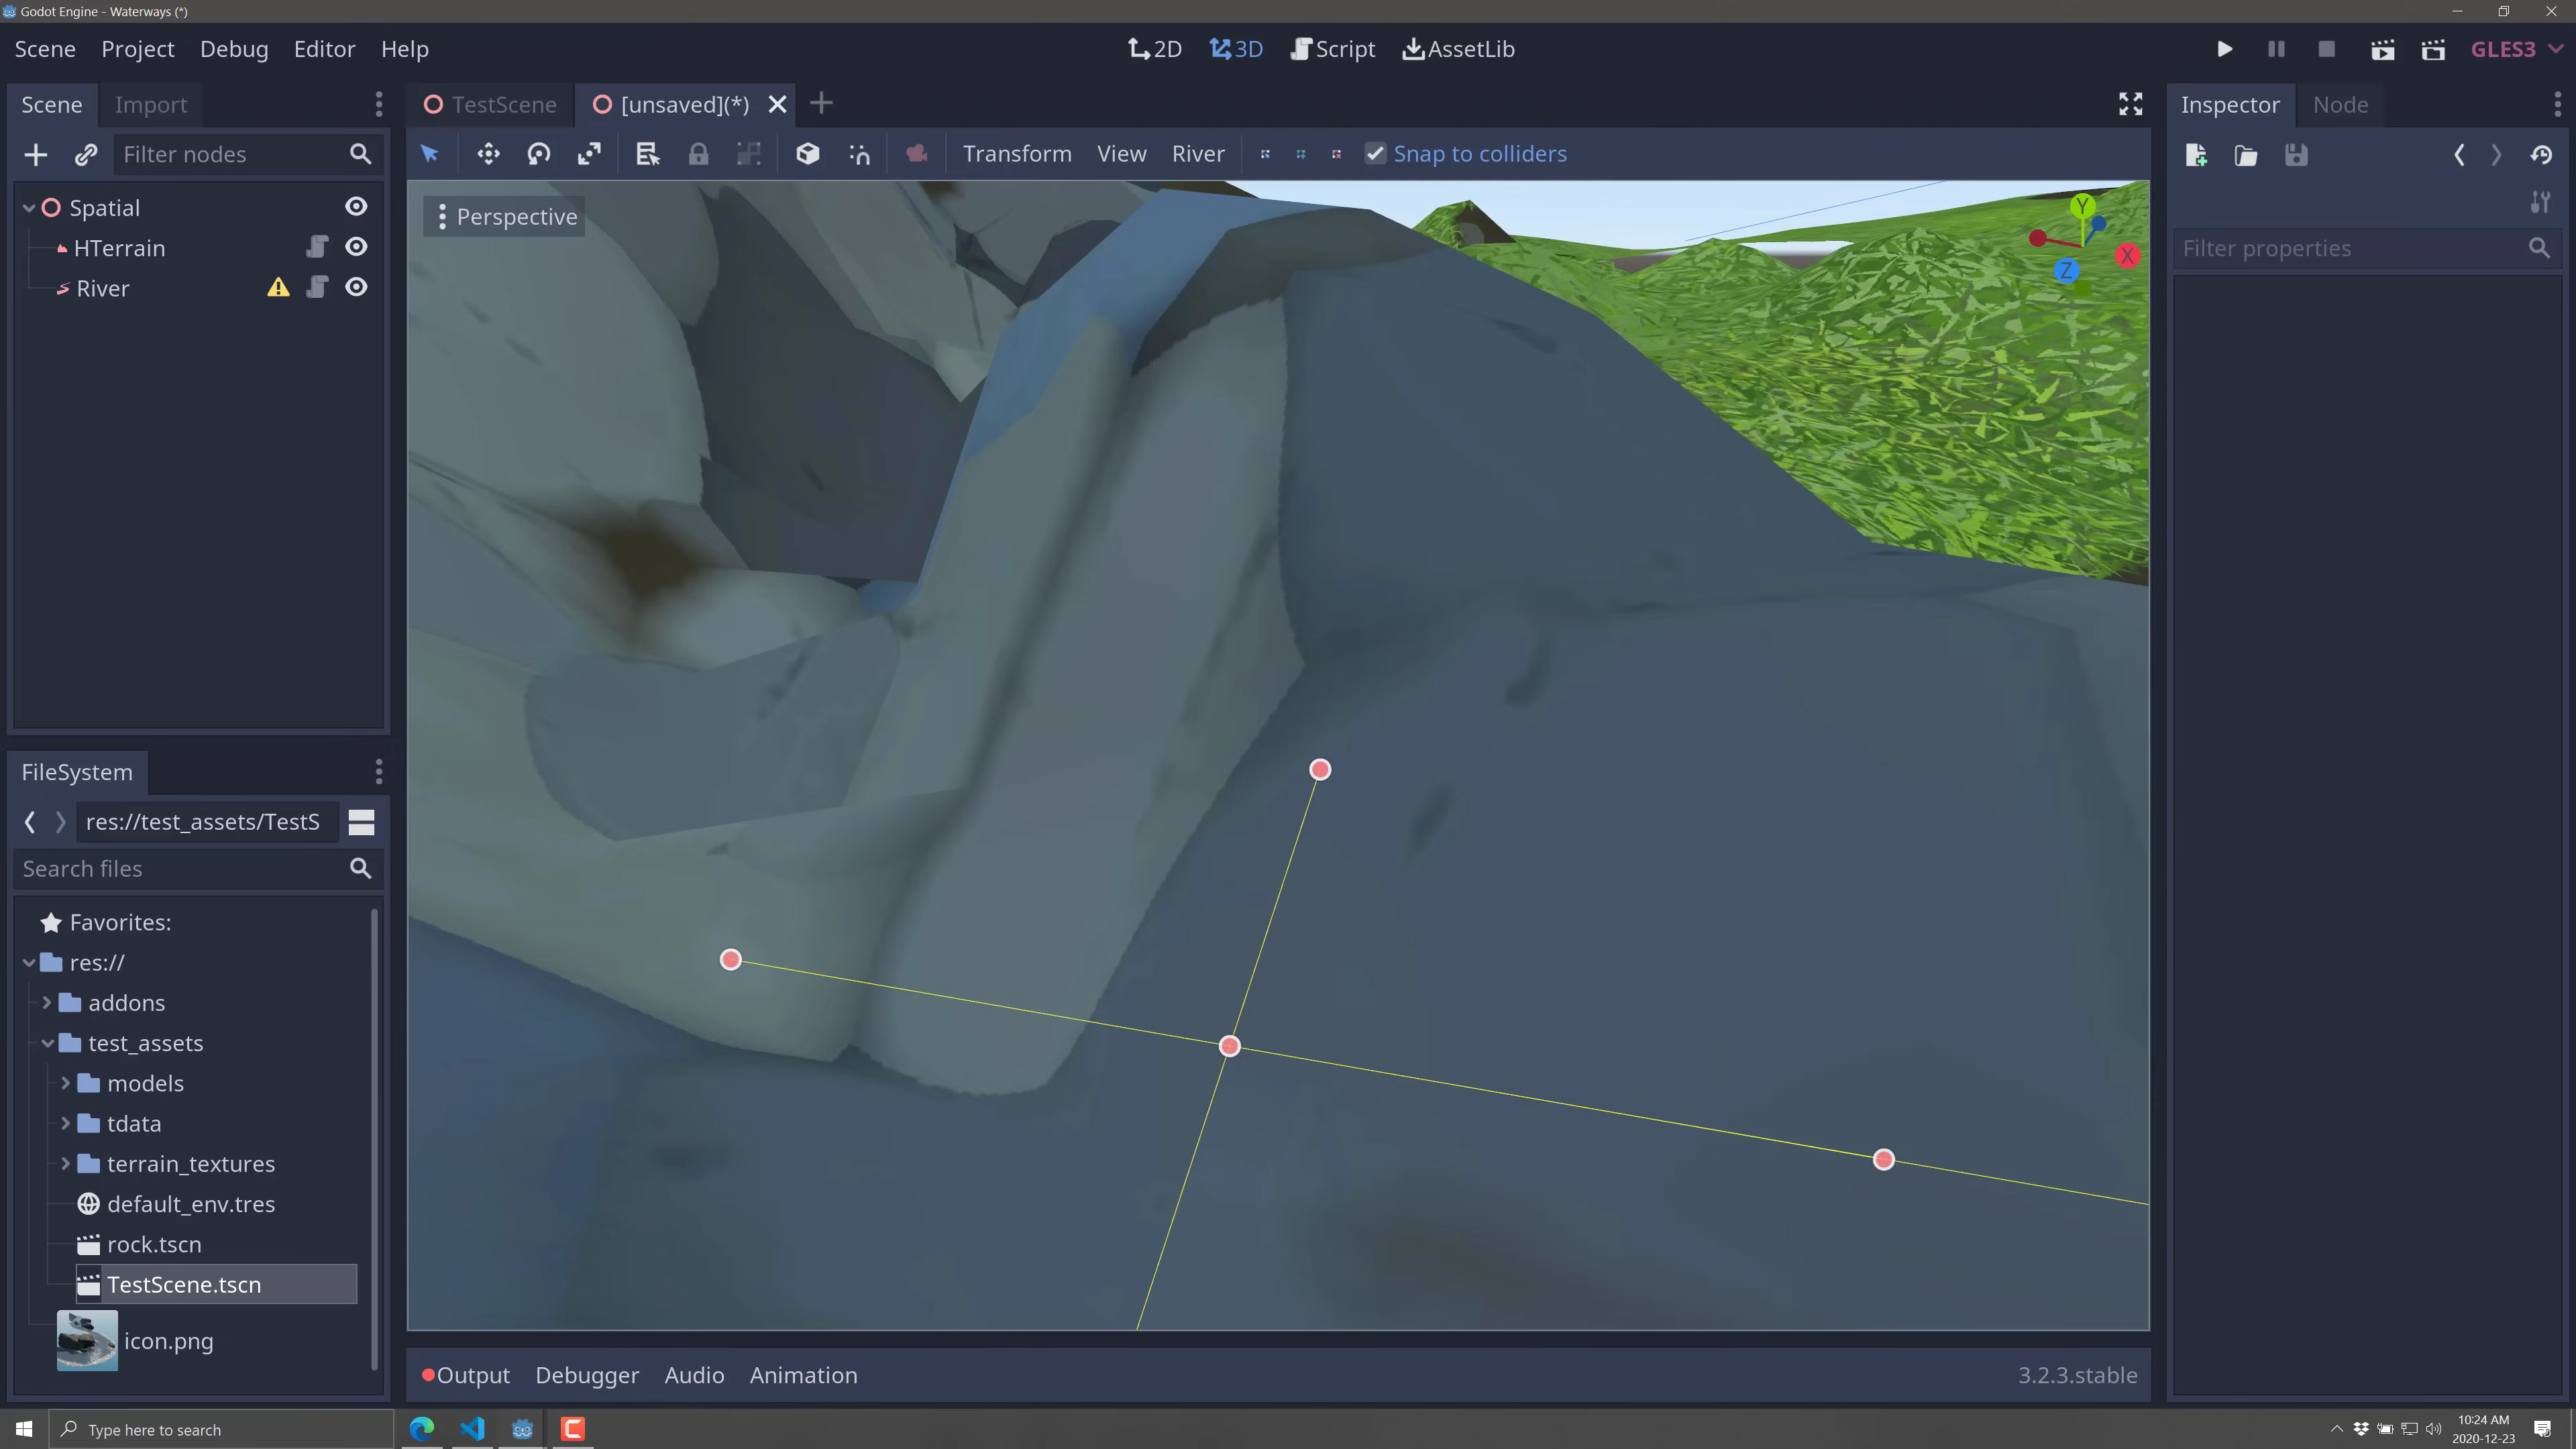 Godot Engine - Waterways (*)
Scene Project Debug Editor Help
2D 3D Script AssetLib
GLES3
Scene Import
TestScene [unsaved](*)
Inspector Node
Filter nodes
Transform View River Snap to colliders
Spatial
HTerrain
River
Perspective
Y
X
Z
Filter properties
FileSystem
res://test_assets/TestS
Search files
Favorites:
res://
addons
test_assets
models
tdata
terrain_textures
default_env.tres
rock.tscn
TestScene.tscn
icon.png
Output Debugger Audio Animation
3.2.3.stable
Type here to search
10:24 AM
2020-12-23